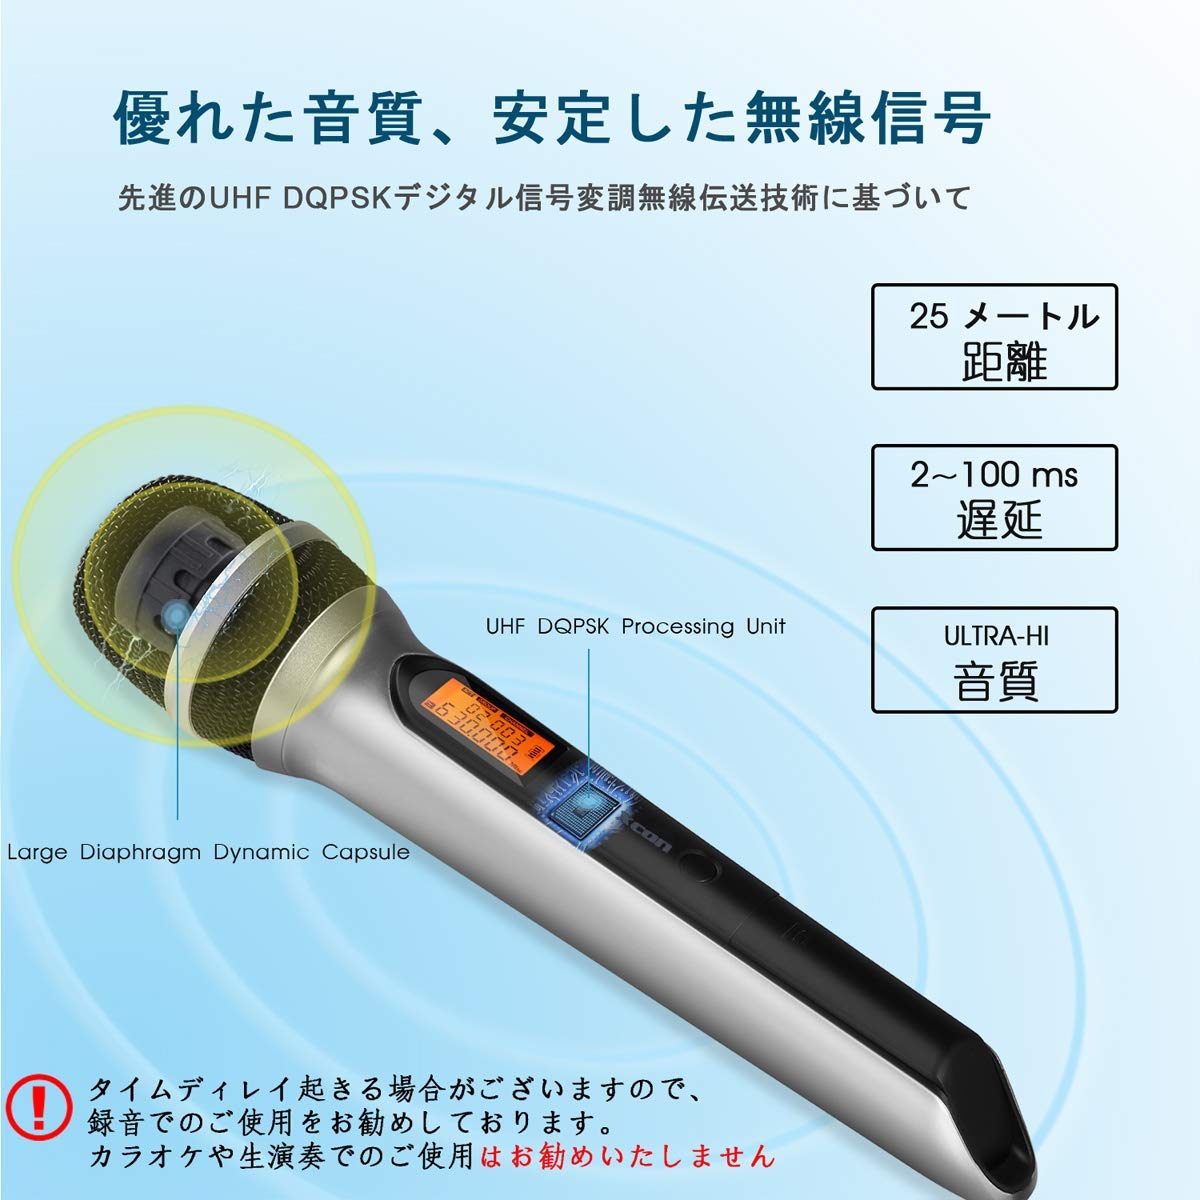 優れた音質、安定した無線信号
先進のUHF DQPSKデジタル信号変調無線伝送技術に基づいて
25 メートル
距離
2~100 ms
遅延
ULTRA-HI
音質
UHF DQPSK Processing Unit
630.000
Large Diaphragm Dynamic Capsule
タイムディレイ起きる場合がございますので、
録音でのご使用をお勧めしております。
カラオケや生演奏でのご使用はお勧めいたしません